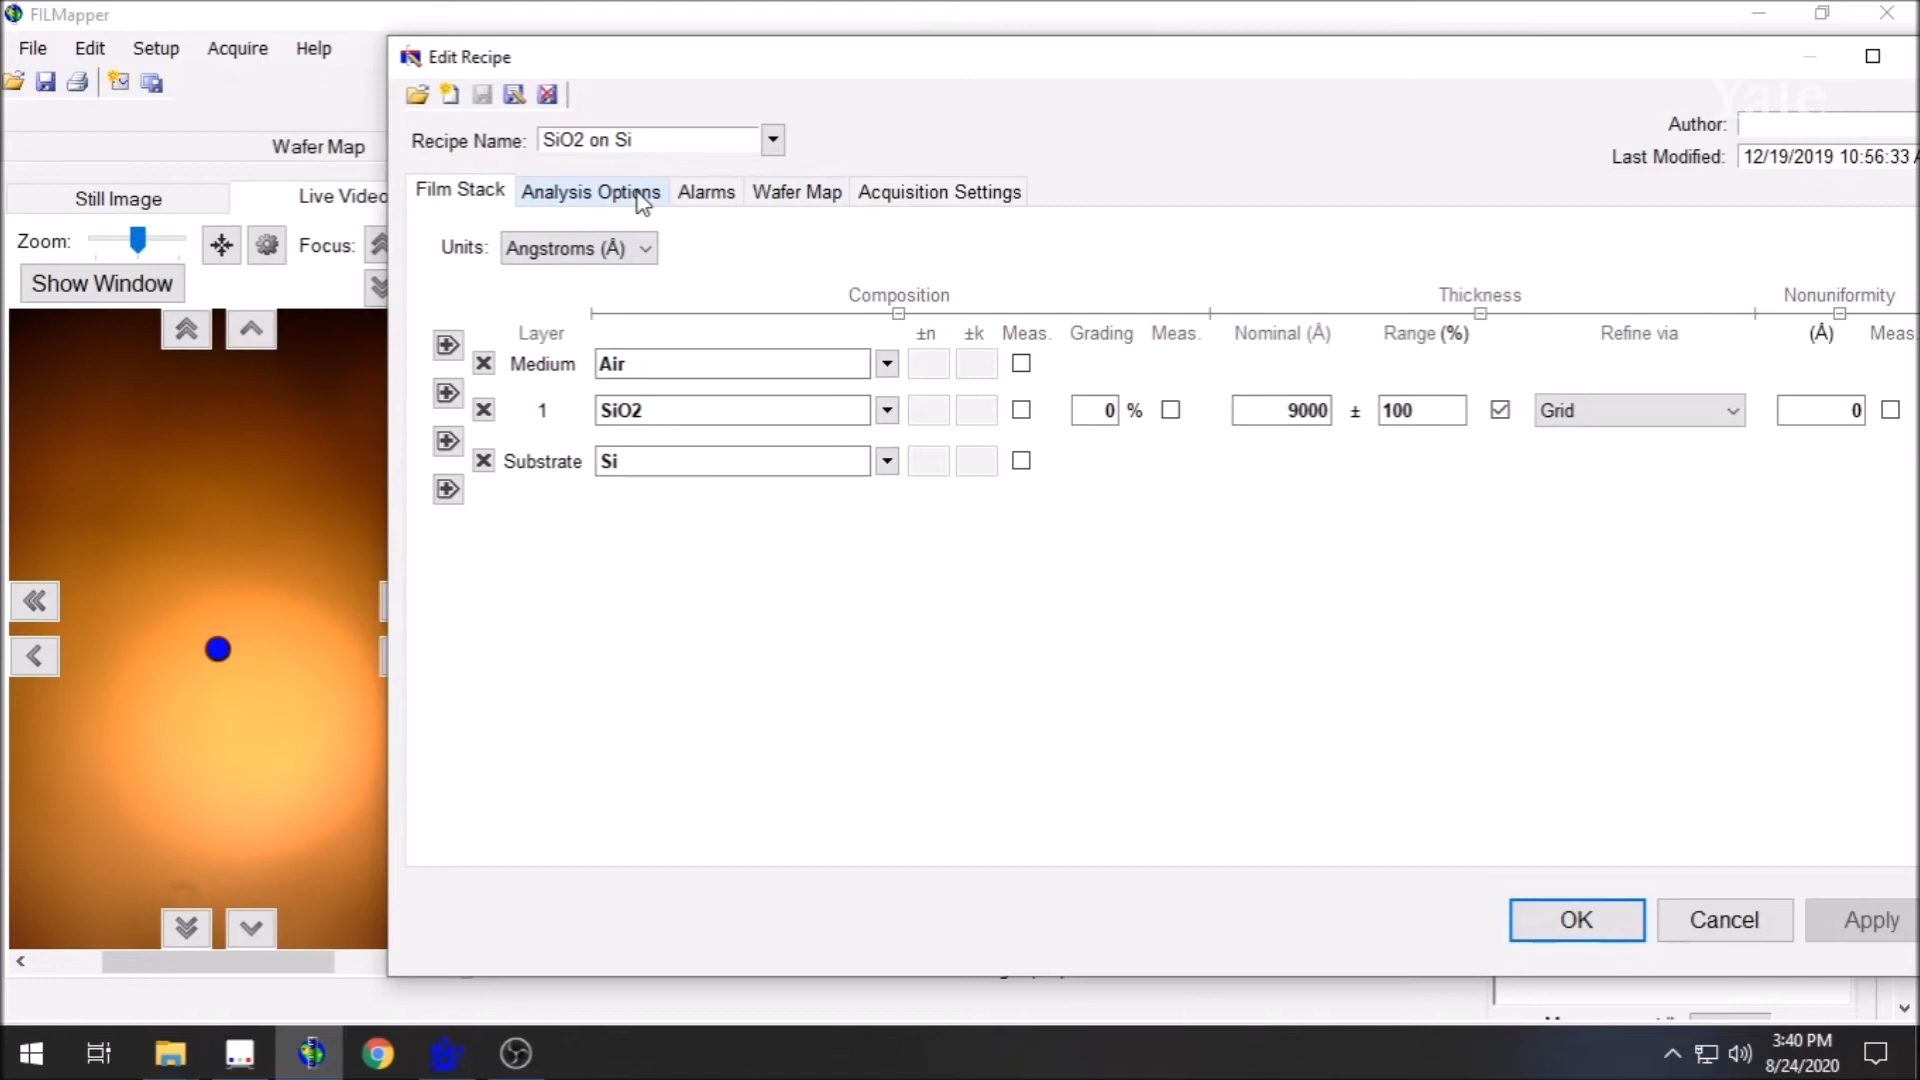 FILMapper
File Edit Setup Acquire Help
Wafer Map
Still Image
Live Video
Zoom:
Focus:
Show Window
Edit Recipe
Yale
Recipe Name: SiO2 on Si
Author:
Last Modified: 12/19/2019 10:56:33
Film Stack Analysis Options Alarms Wafer Map Acquisition Settings
Units: Angstroms (Å)
Composition Thickness Nonuniformity
Layer ±n ±k Meas. Grading Meas. Nominal (Å) Range (%) Refine via (Å) Meas.
Medium Air
1 SiO2 0 % 9000 ± 100 Grid 0
Substrate Si
OK Cancel Apply
3:40 PM
8/24/2020